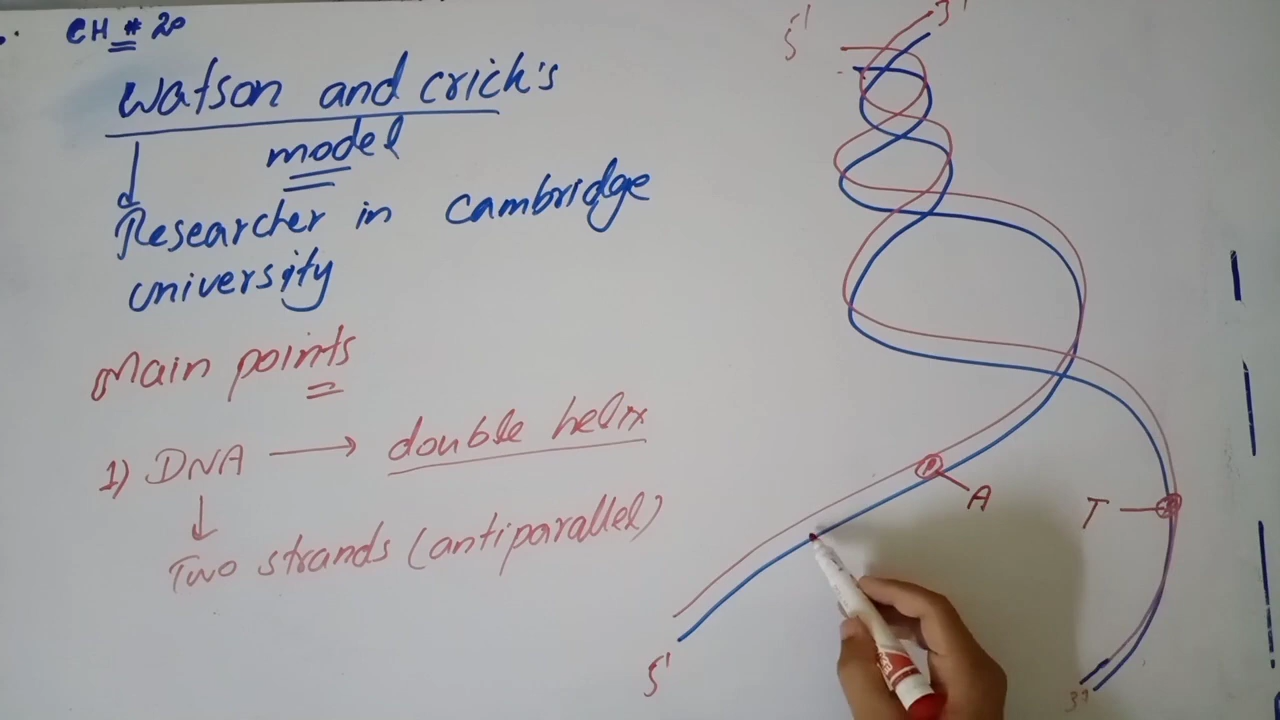 CH # 20
Watson and crick's
model
Researcher in cambridge
university
Main points
1) DNA → double helix
Two strands (antiparallel)
5'
3'
P
A
T
5'
3'